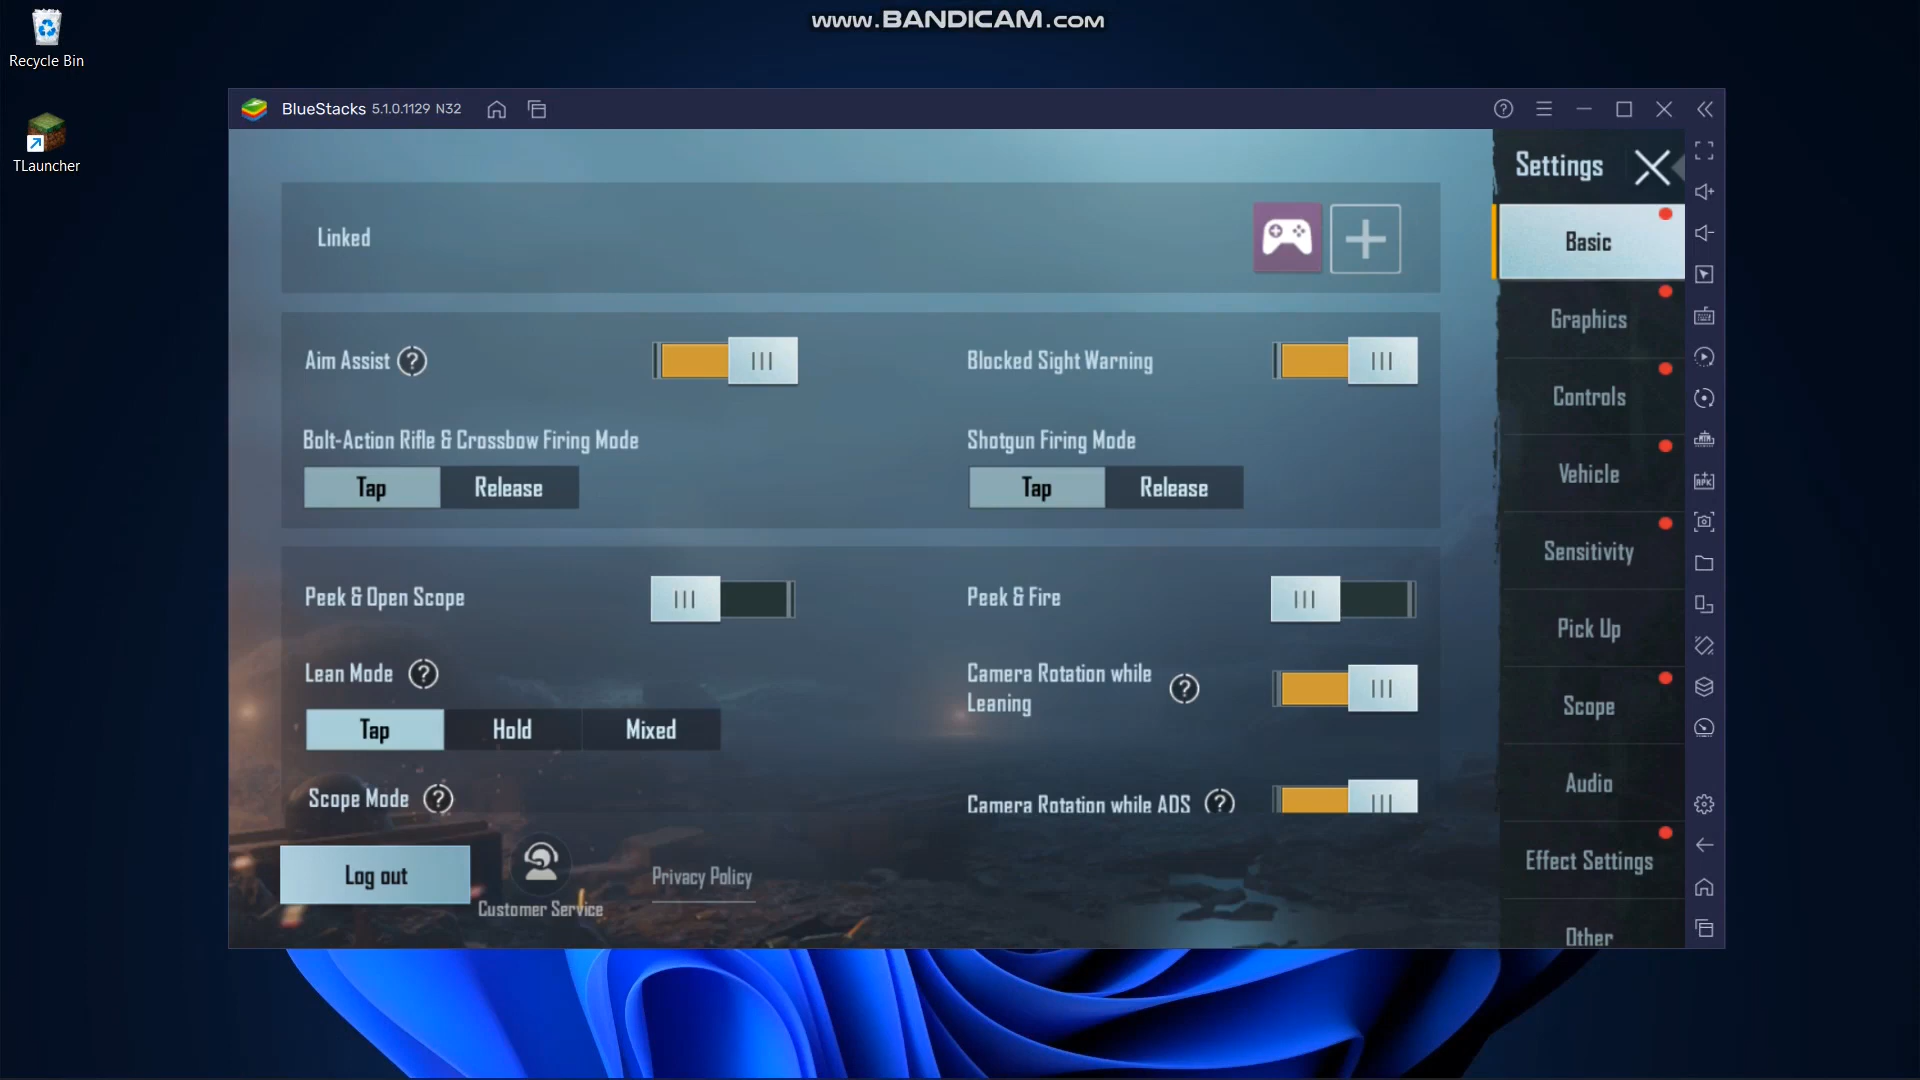 www.BANDICAM.com
Recycle Bin
TLauncher
BlueStacks 5.1.0.1129 N32
Settings
Linked
Basic
Graphics
Aim Assist ?
Blocked Sight Warning
Controls
Bolt-Action Rifle & Crossbow Firing Mode
Shotgun Firing Mode
Tap Release
Tap Release
Vehicle
Sensitivity
Peek & Open Scope
Peek & Fire
Pick Up
Lean Mode ?
Camera Rotation while
Leaning ?
Tap Hold Mixed
Scope
Scope Mode ?
Camera Rotation while ADS ?
Audio
Log out
Customer Service
Privacy Policy
Effect Settings
Other
APK